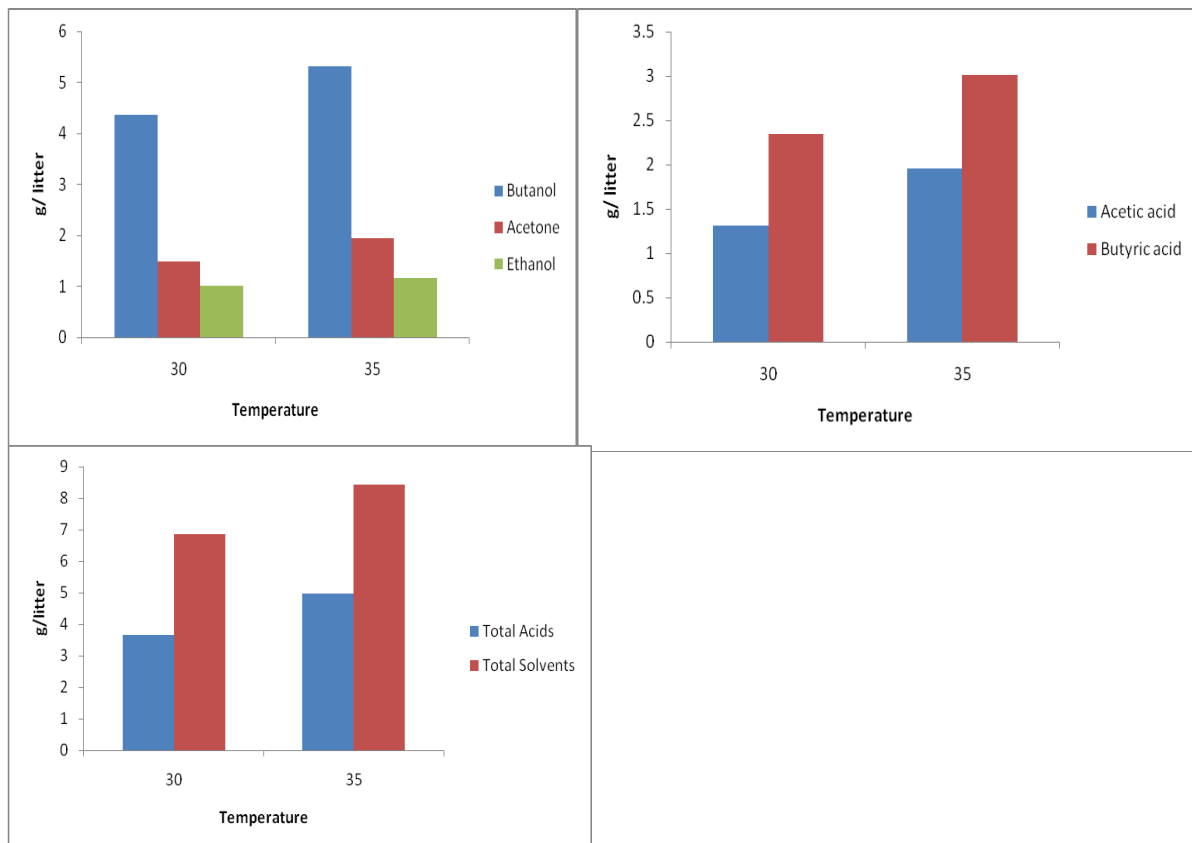 6
5
4
3
2
1
0
g/ litter
30 35
Temperature
Butanol
Acetone
Ethanol
3.5
3
2.5
2
1.5
1
0.5
0
g/ litter
30 35
Temperature
Acetic acid
Butyric acid
9
8
7
6
5
4
3
2
1
0
g/litter
30 35
Temperature
Total Acids
Total Solvents